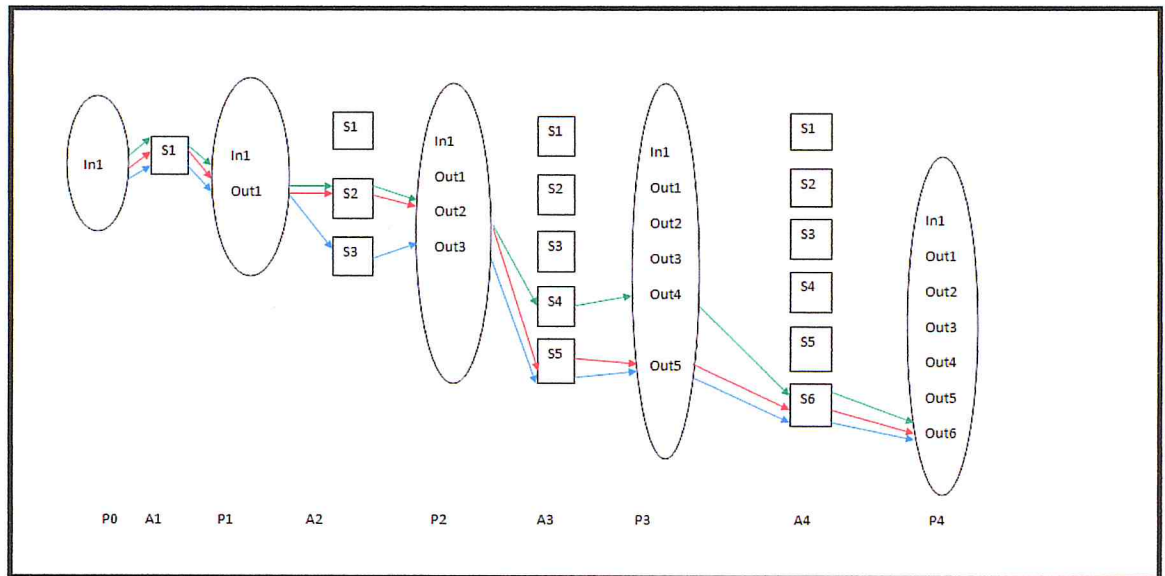 In1
S1
In1
Out1
S1
S2
S3
In1
Out1
Out2
Out3
S1
S2
S3
S4
S5
In1
Out1
Out2
Out3
Out4
Out5
S1
S2
S3
S4
S5
S6
In1
Out1
Out2
Out3
Out4
Out5
Out6
P0 A1 P1 A2 P2 A3 P3 A4 P4